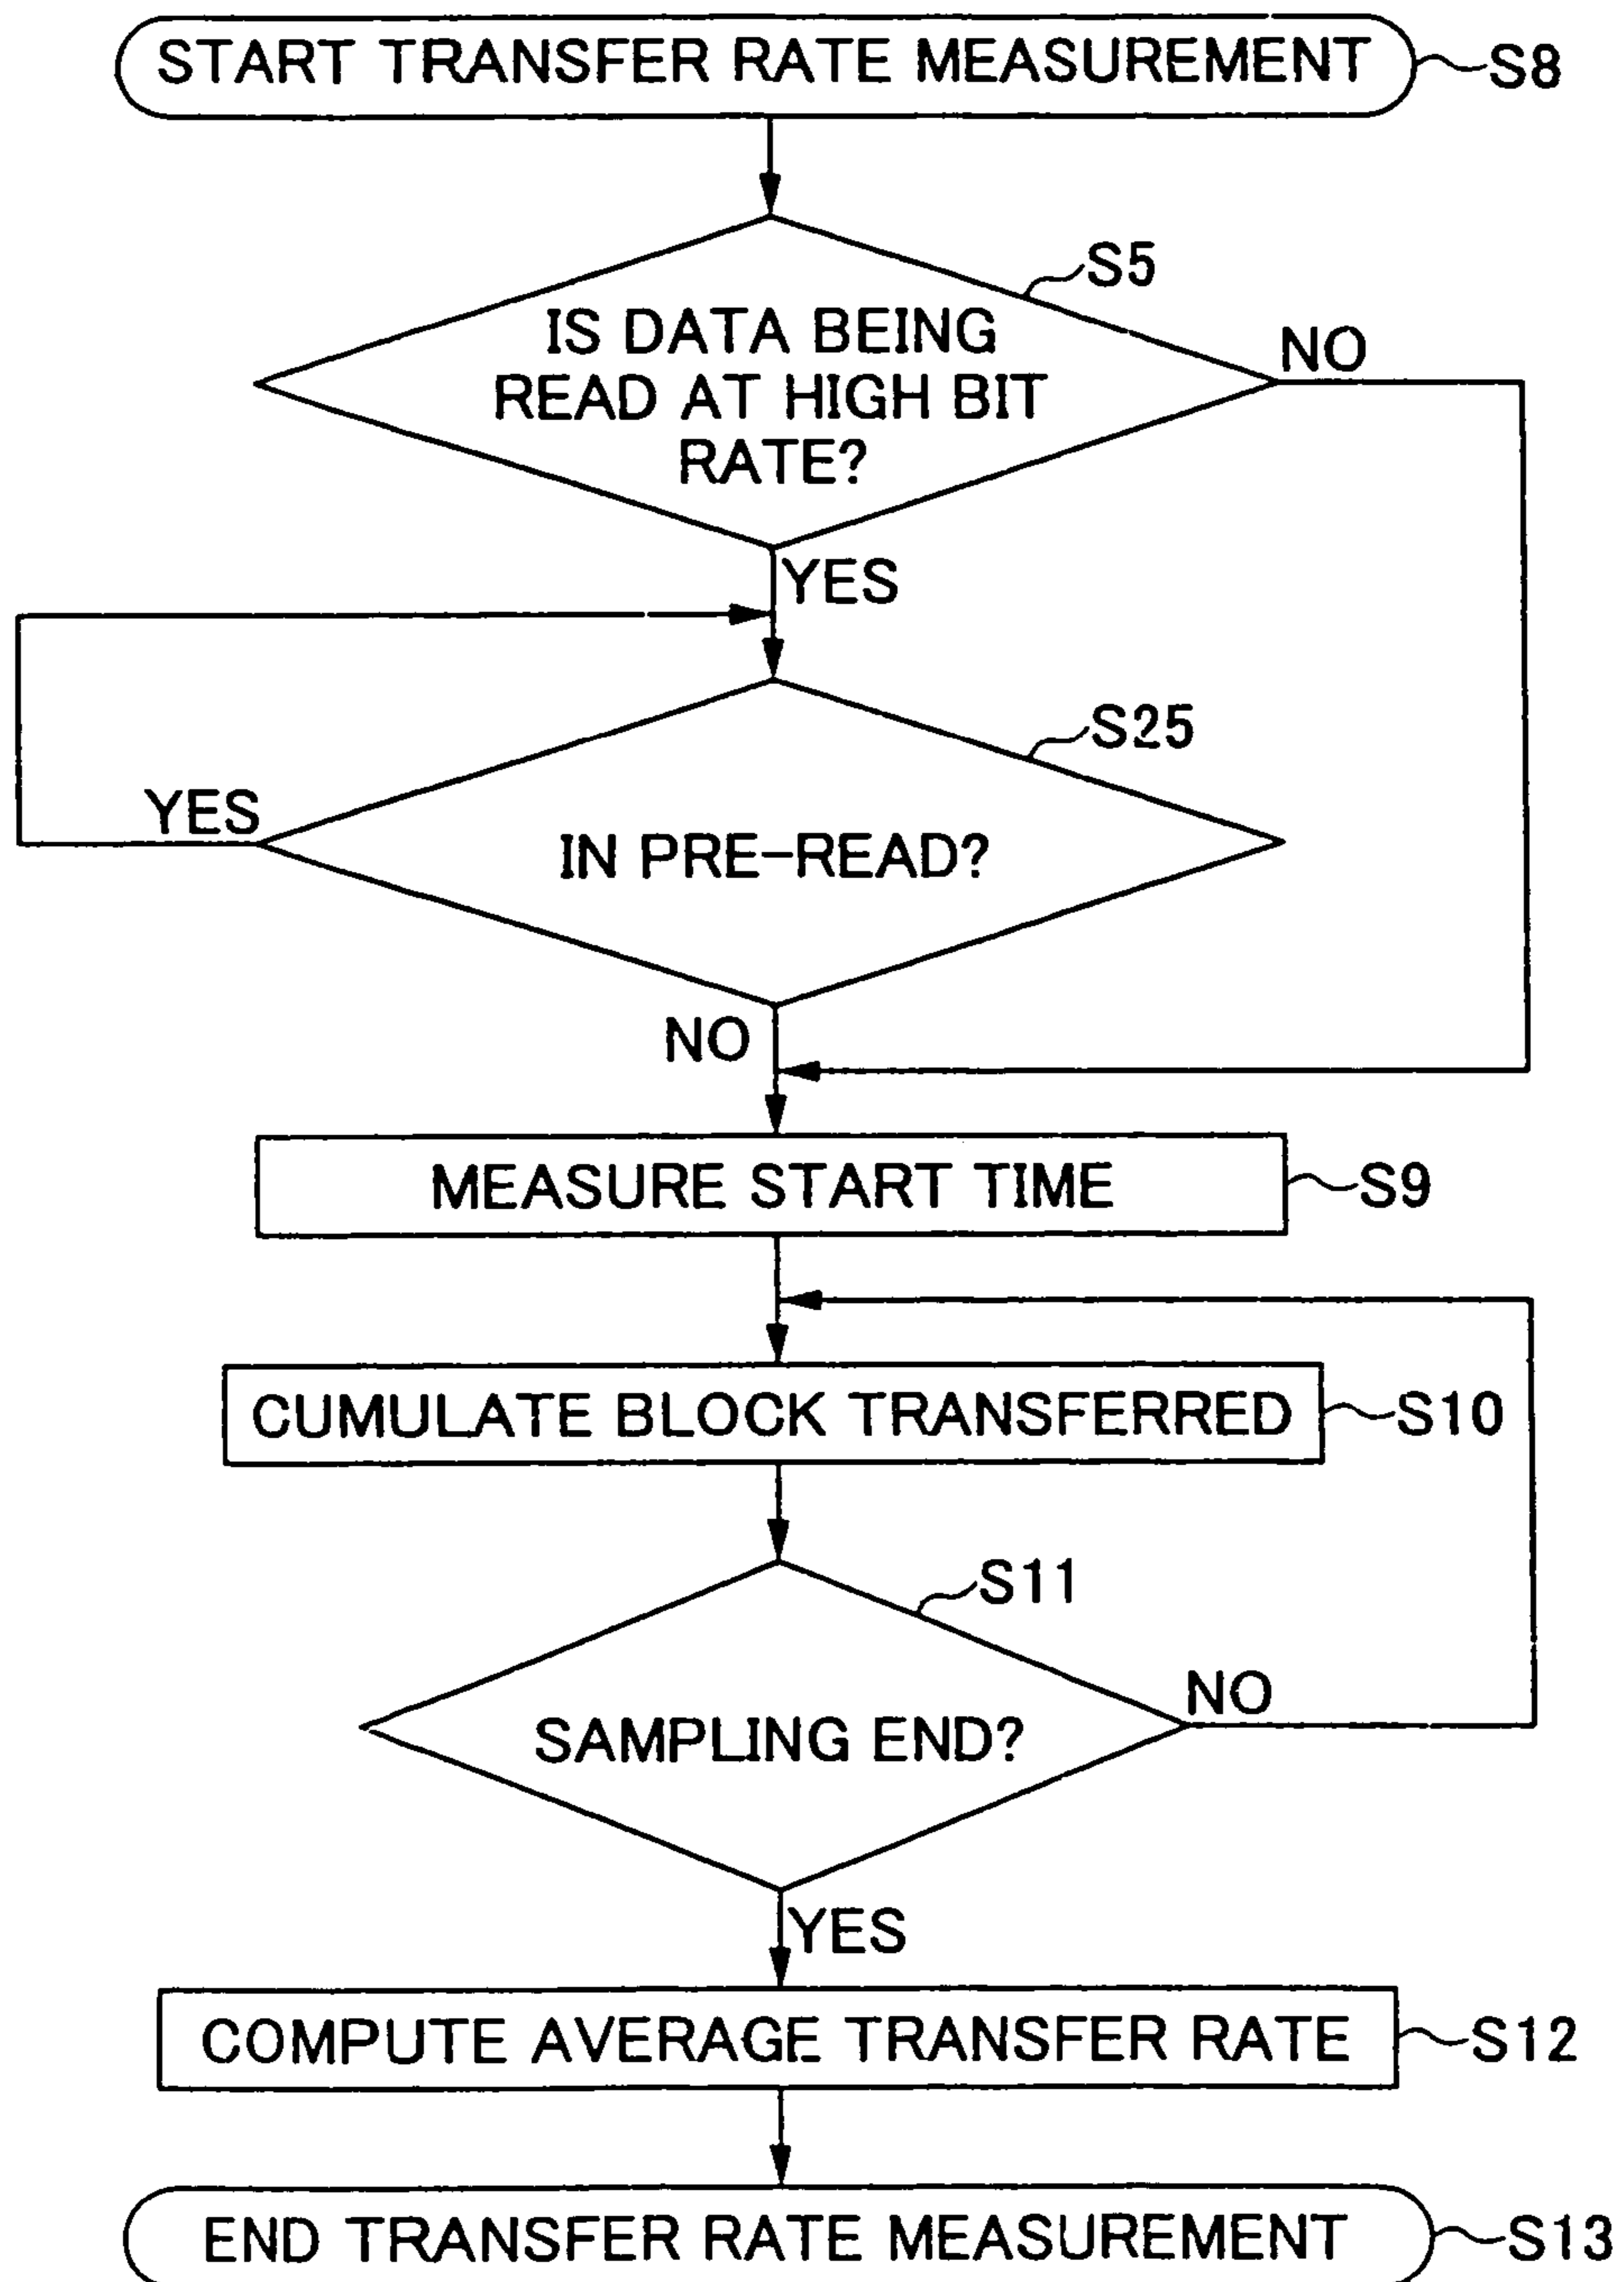 START TRANSFER RATE MEASUREMENT
S8
S5
IS DATA BEING
READ AT HIGH BIT
RATE?
NO
YES
S25
YES
IN PRE-READ?
NO
MEASURE START TIME
S9
CUMULATE BLOCK TRANSFERRED
S10
S11
NO
SAMPLING END?
YES
COMPUTE AVERAGE TRANSFER RATE
S12
END TRANSFER RATE MEASUREMENT
S13